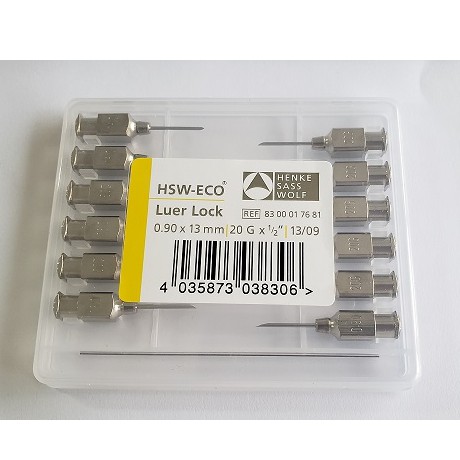 HSW-ECO®
Luer Lock
HENKE
SASS
WOLF
REF 83 00 01 76 81
0.90 x 13 mm | 20 G x 1/2" | 13/09
4 035873 038306 >